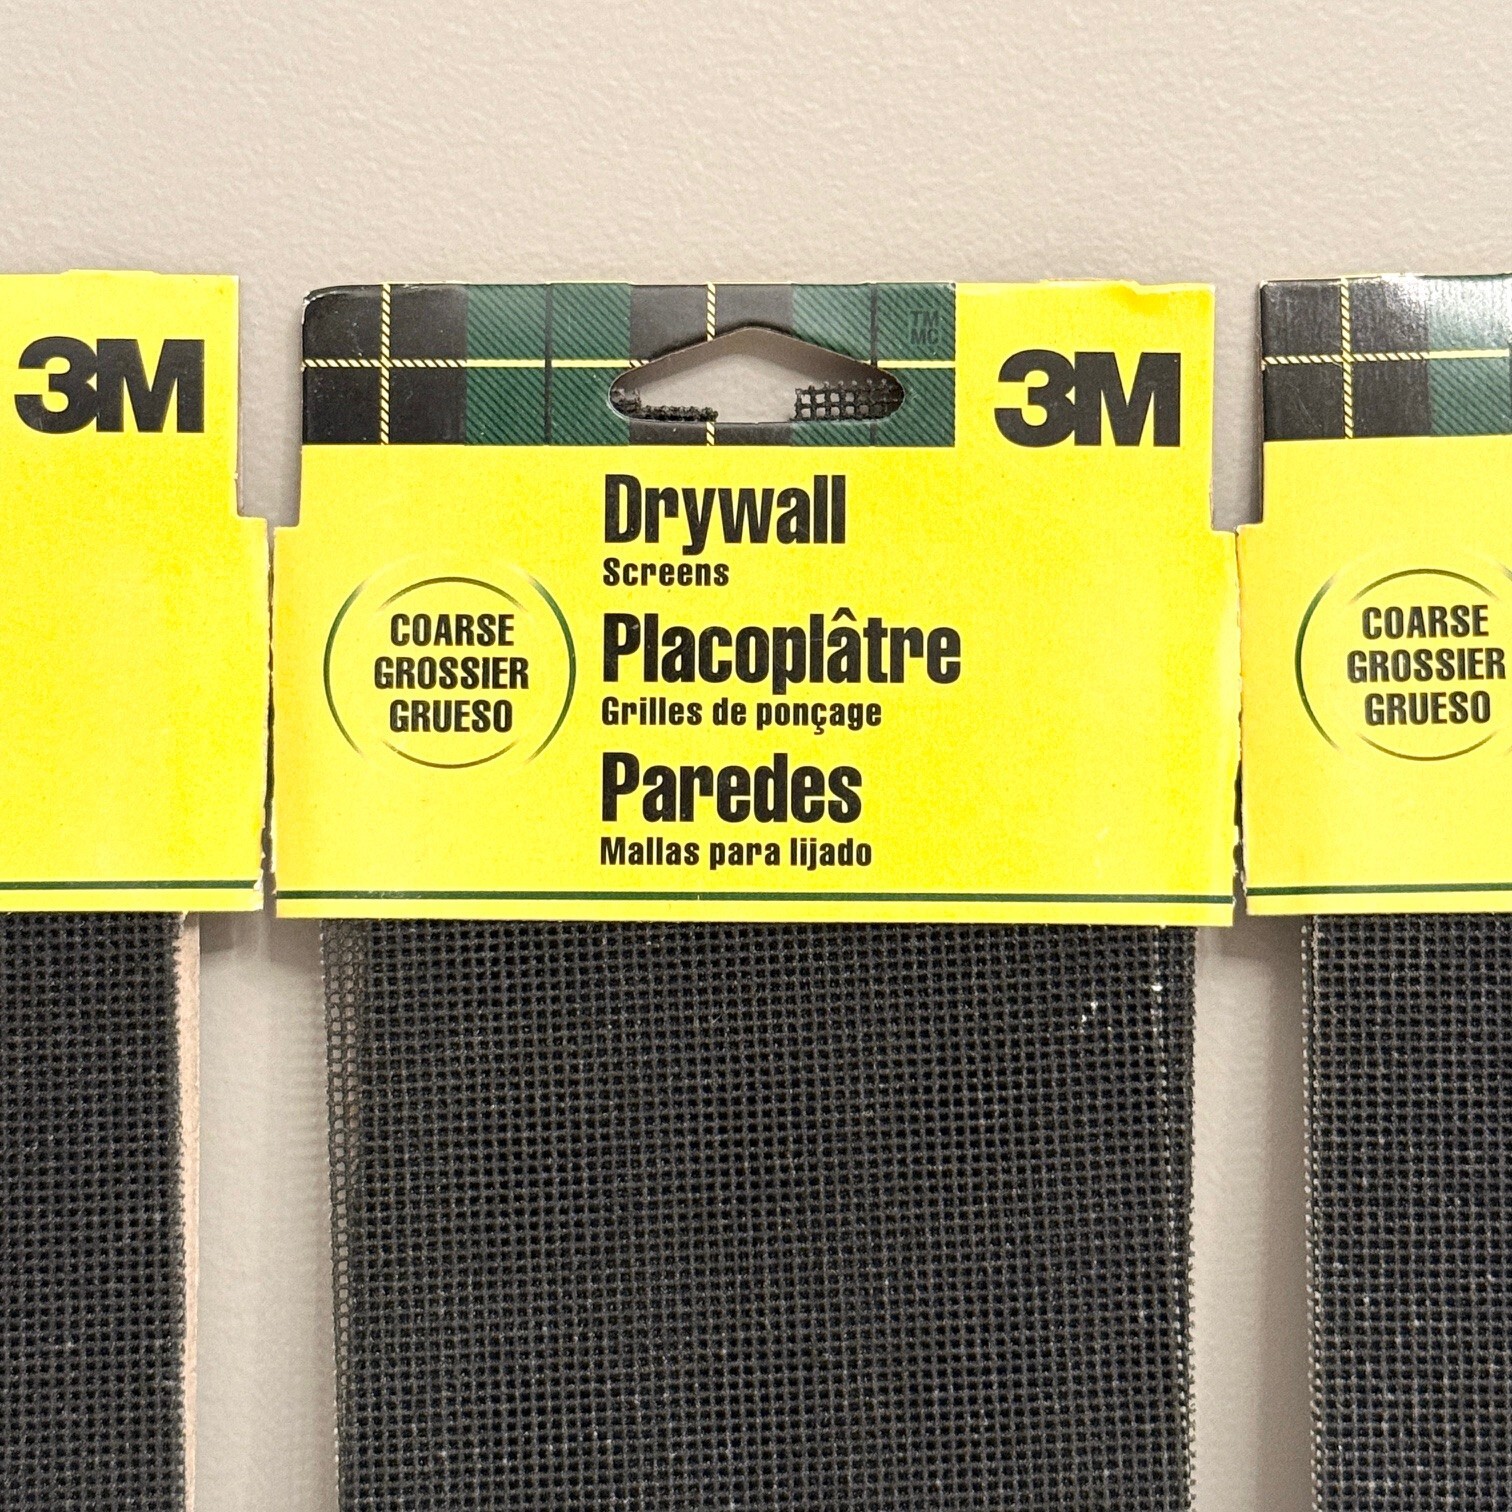 3M
TM
MC
3M
Drywall
Screens
COARSE
GROSSIER
GRUESO
Placoplâtre
Grilles de ponçage
Paredes
Mallas para lijado
COARSE
GROSSIER
GRUESO